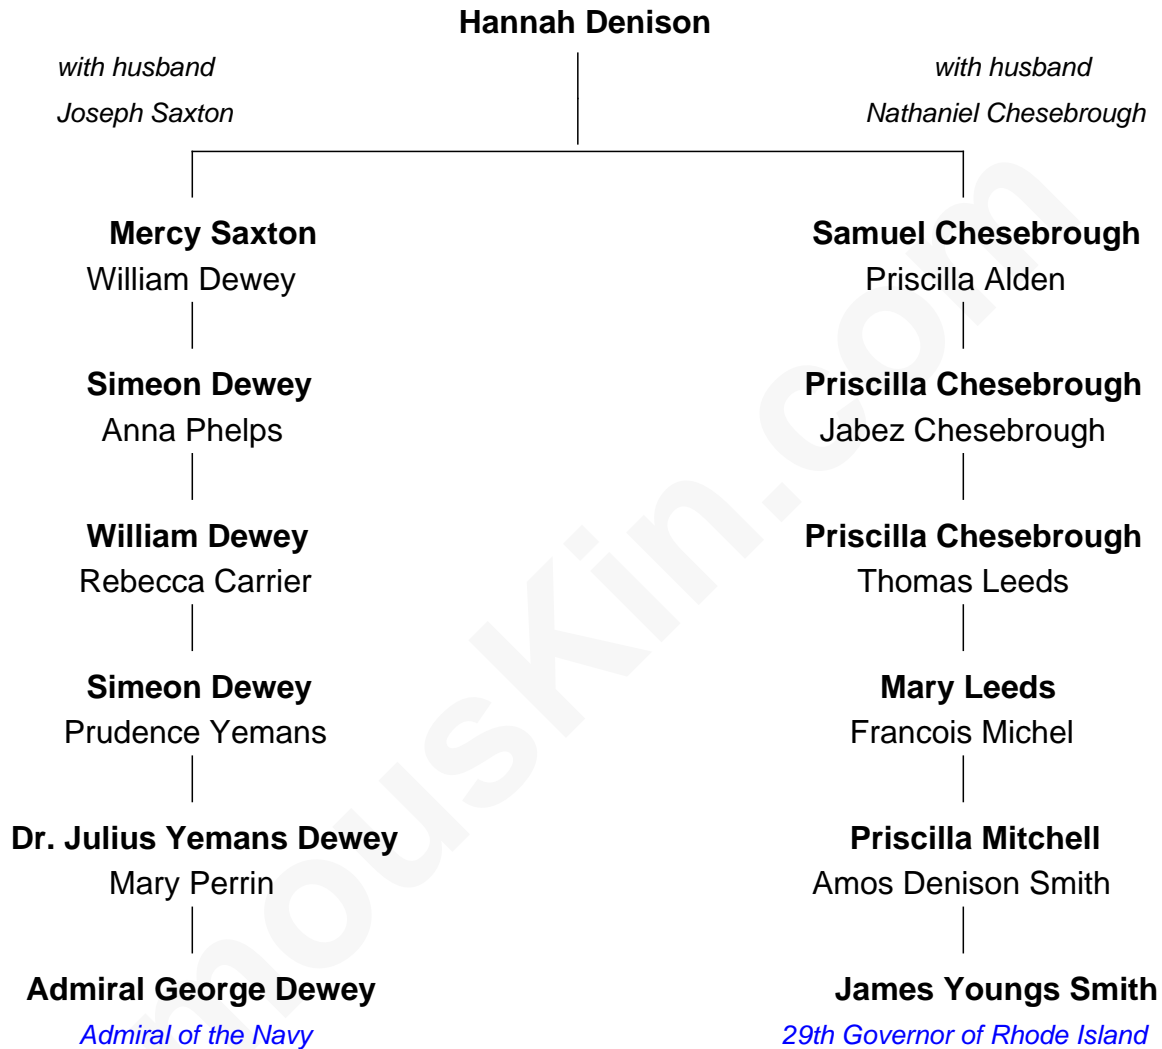 Hannah Denison
with husband
Joseph Saxton
with husband
Nathaniel Chesebrough
Mercy Saxton
William Dewey
Samuel Chesebrough
Priscilla Alden
Simeon Dewey
Anna Phelps
Priscilla Chesebrough
Jabez Chesebrough
William Dewey
Rebecca Carrier
Priscilla Chesebrough
Thomas Leeds
Simeon Dewey
Prudence Yemans
Mary Leeds
Francois Michel
Dr. Julius Yemans Dewey
Mary Perrin
Priscilla Mitchell
Amos Denison Smith
Admiral George Dewey
Admiral of the Navy
James Youngs Smith
29th Governor of Rhode Island
mousKin.com